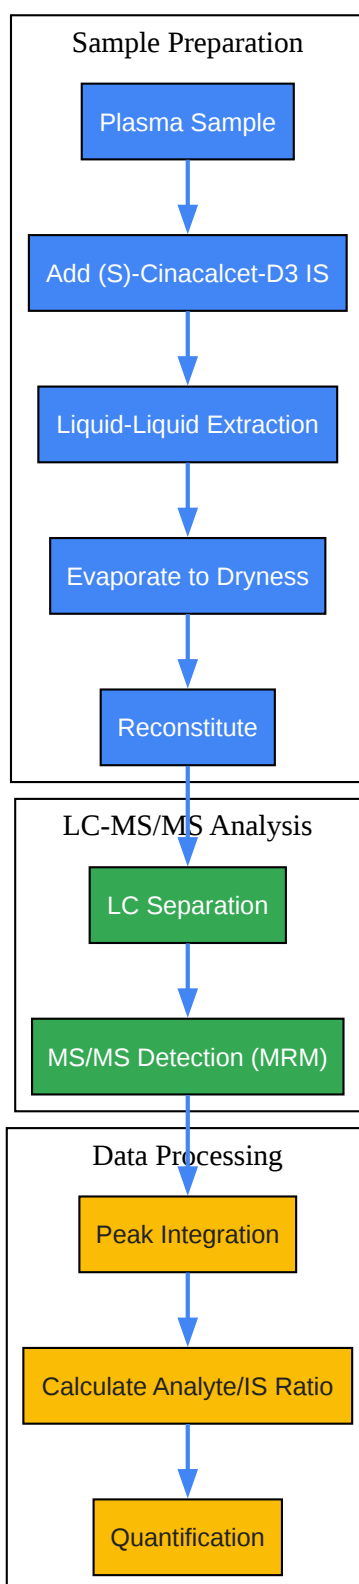 Sample Preparation
Plasma Sample
Add (S)-Cinacalcet-D3 IS
Liquid-Liquid Extraction
Evaporate to Dryness
Reconstitute
LC-MS/MS Analysis
LC Separation
MS/MS Detection (MRM)
Data Processing
Peak Integration
Calculate Analyte/IS Ratio
Quantification